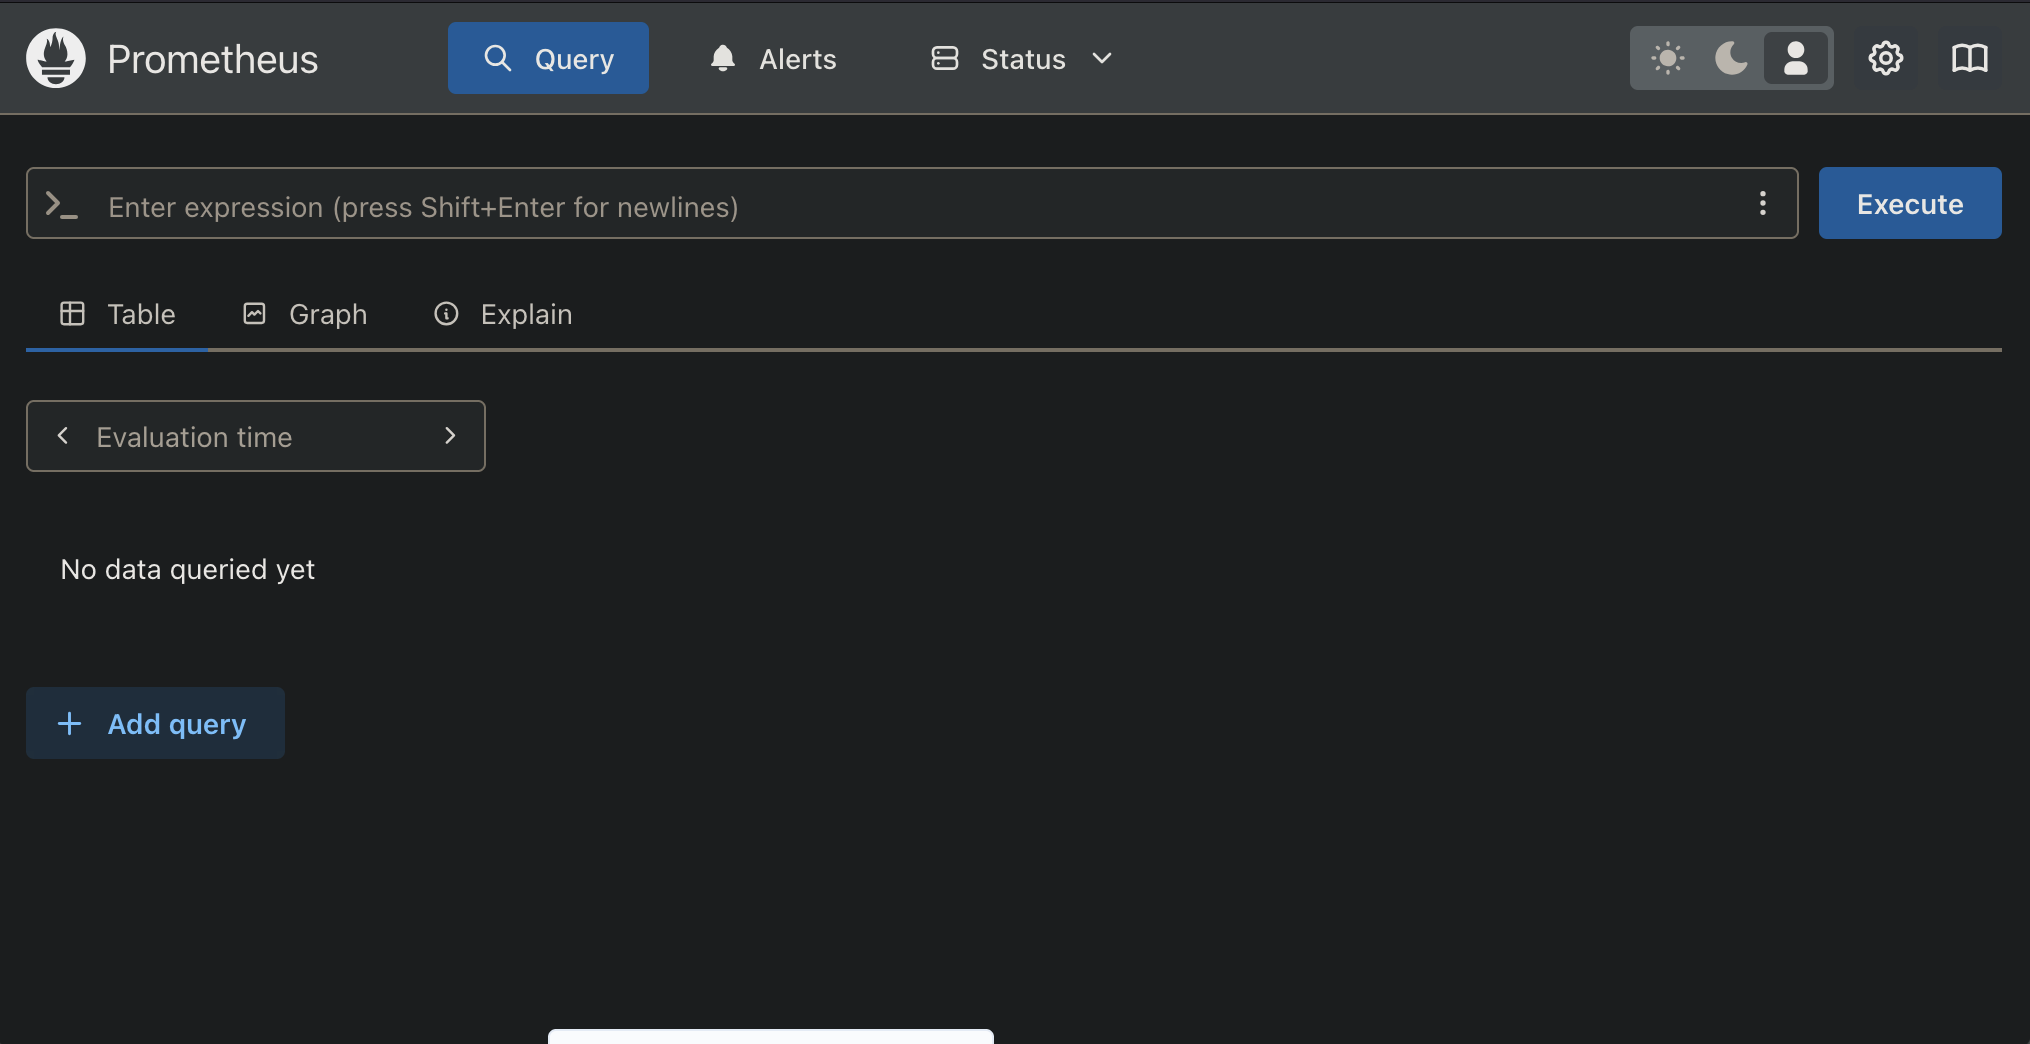 Prometheus
Query
Alerts
Status
Enter expression (press Shift+Enter for newlines)
Execute
Table
Graph
Explain
Evaluation time
No data queried yet
Add query